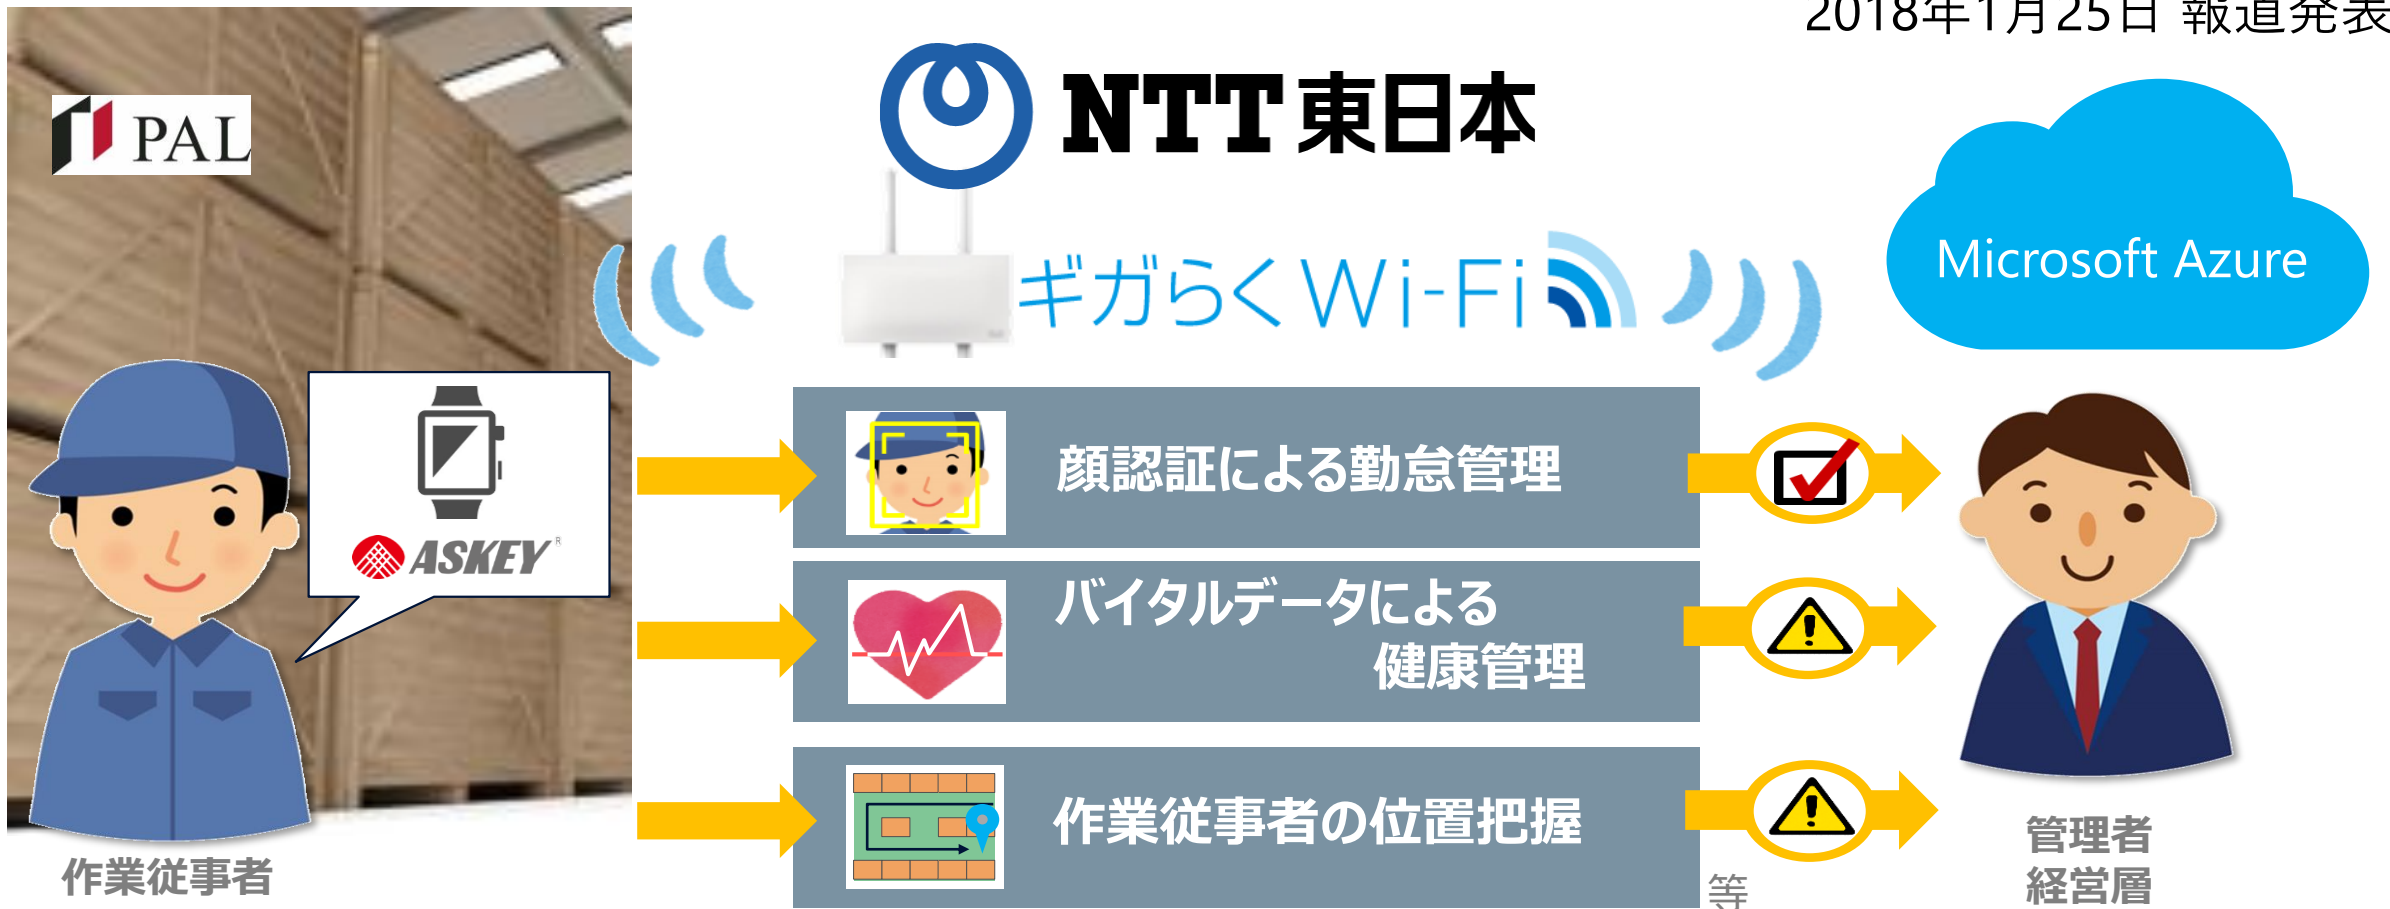 2018年1月25日 報道発表
PAL
NTT東日本
ギガらくWi-Fi
Microsoft Azure
ASKEY®
顔認証による勤怠管理
バイタルデータによる
健康管理
作業従事者の位置把握
等
作業従事者
管理者
経営層